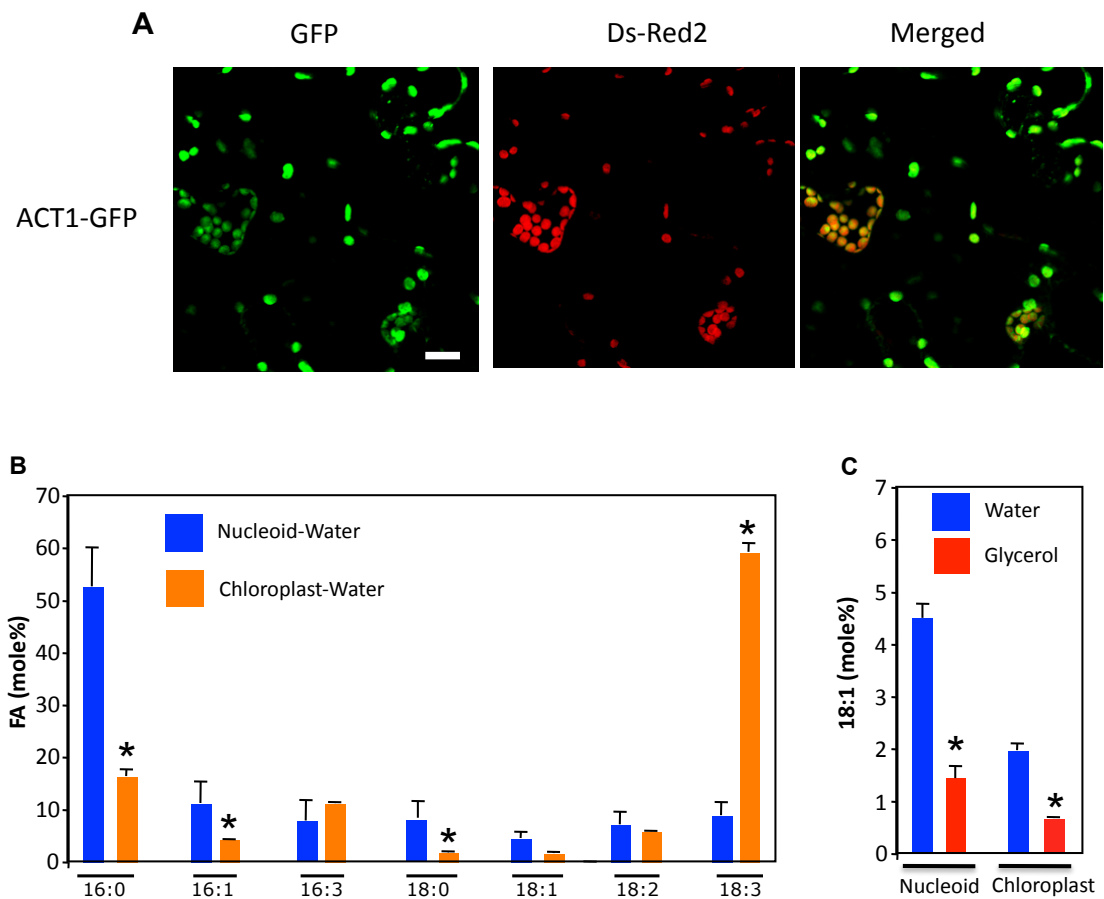 A
GFP
Ds-Red2
Merged
ACT1-GFP
B
70
60
50
40
30
20
10
0
FA (mole%)
Nucleoid-Water
Chloroplast-Water
*
*
*
*
16:0 16:1 16:3 18:0 18:1 18:2 18:3
C
7
6
5
4
3
2
1
0
18:1 (mole%)
Water
Glycerol
*
*
Nucleoid Chloroplast